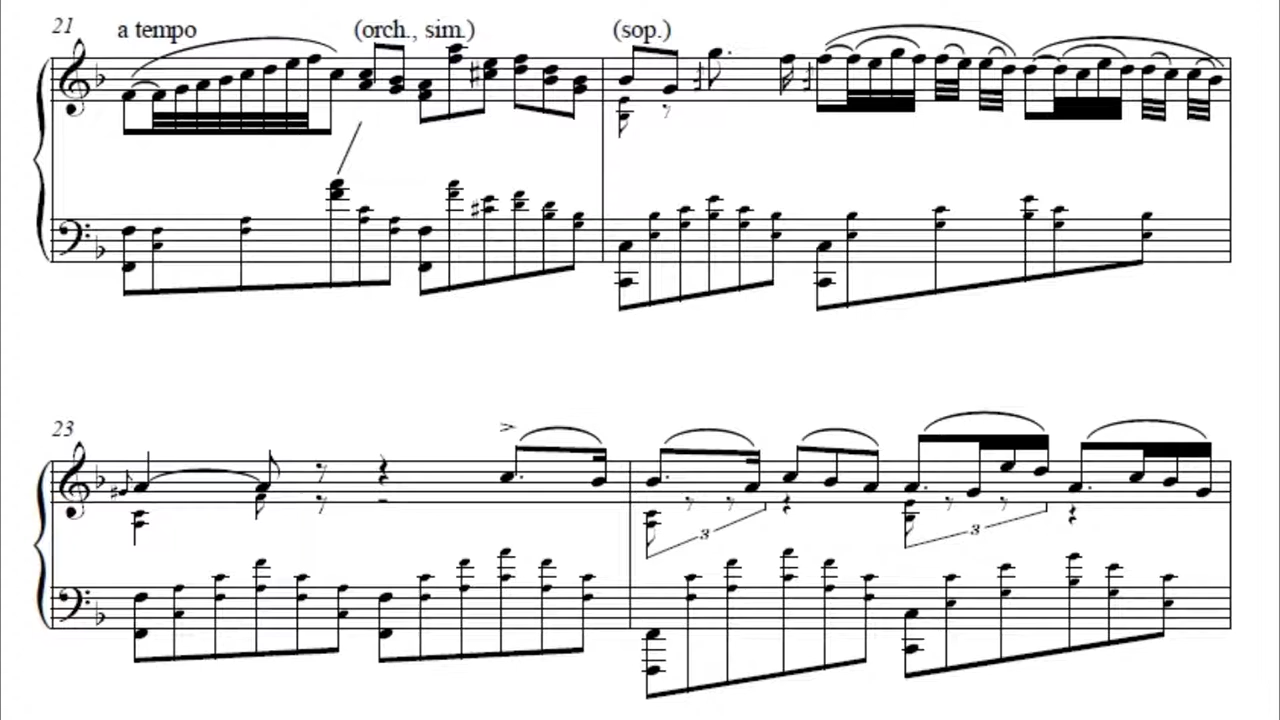 21 a tempo (orch., sim.) (sop.)
23
3 3